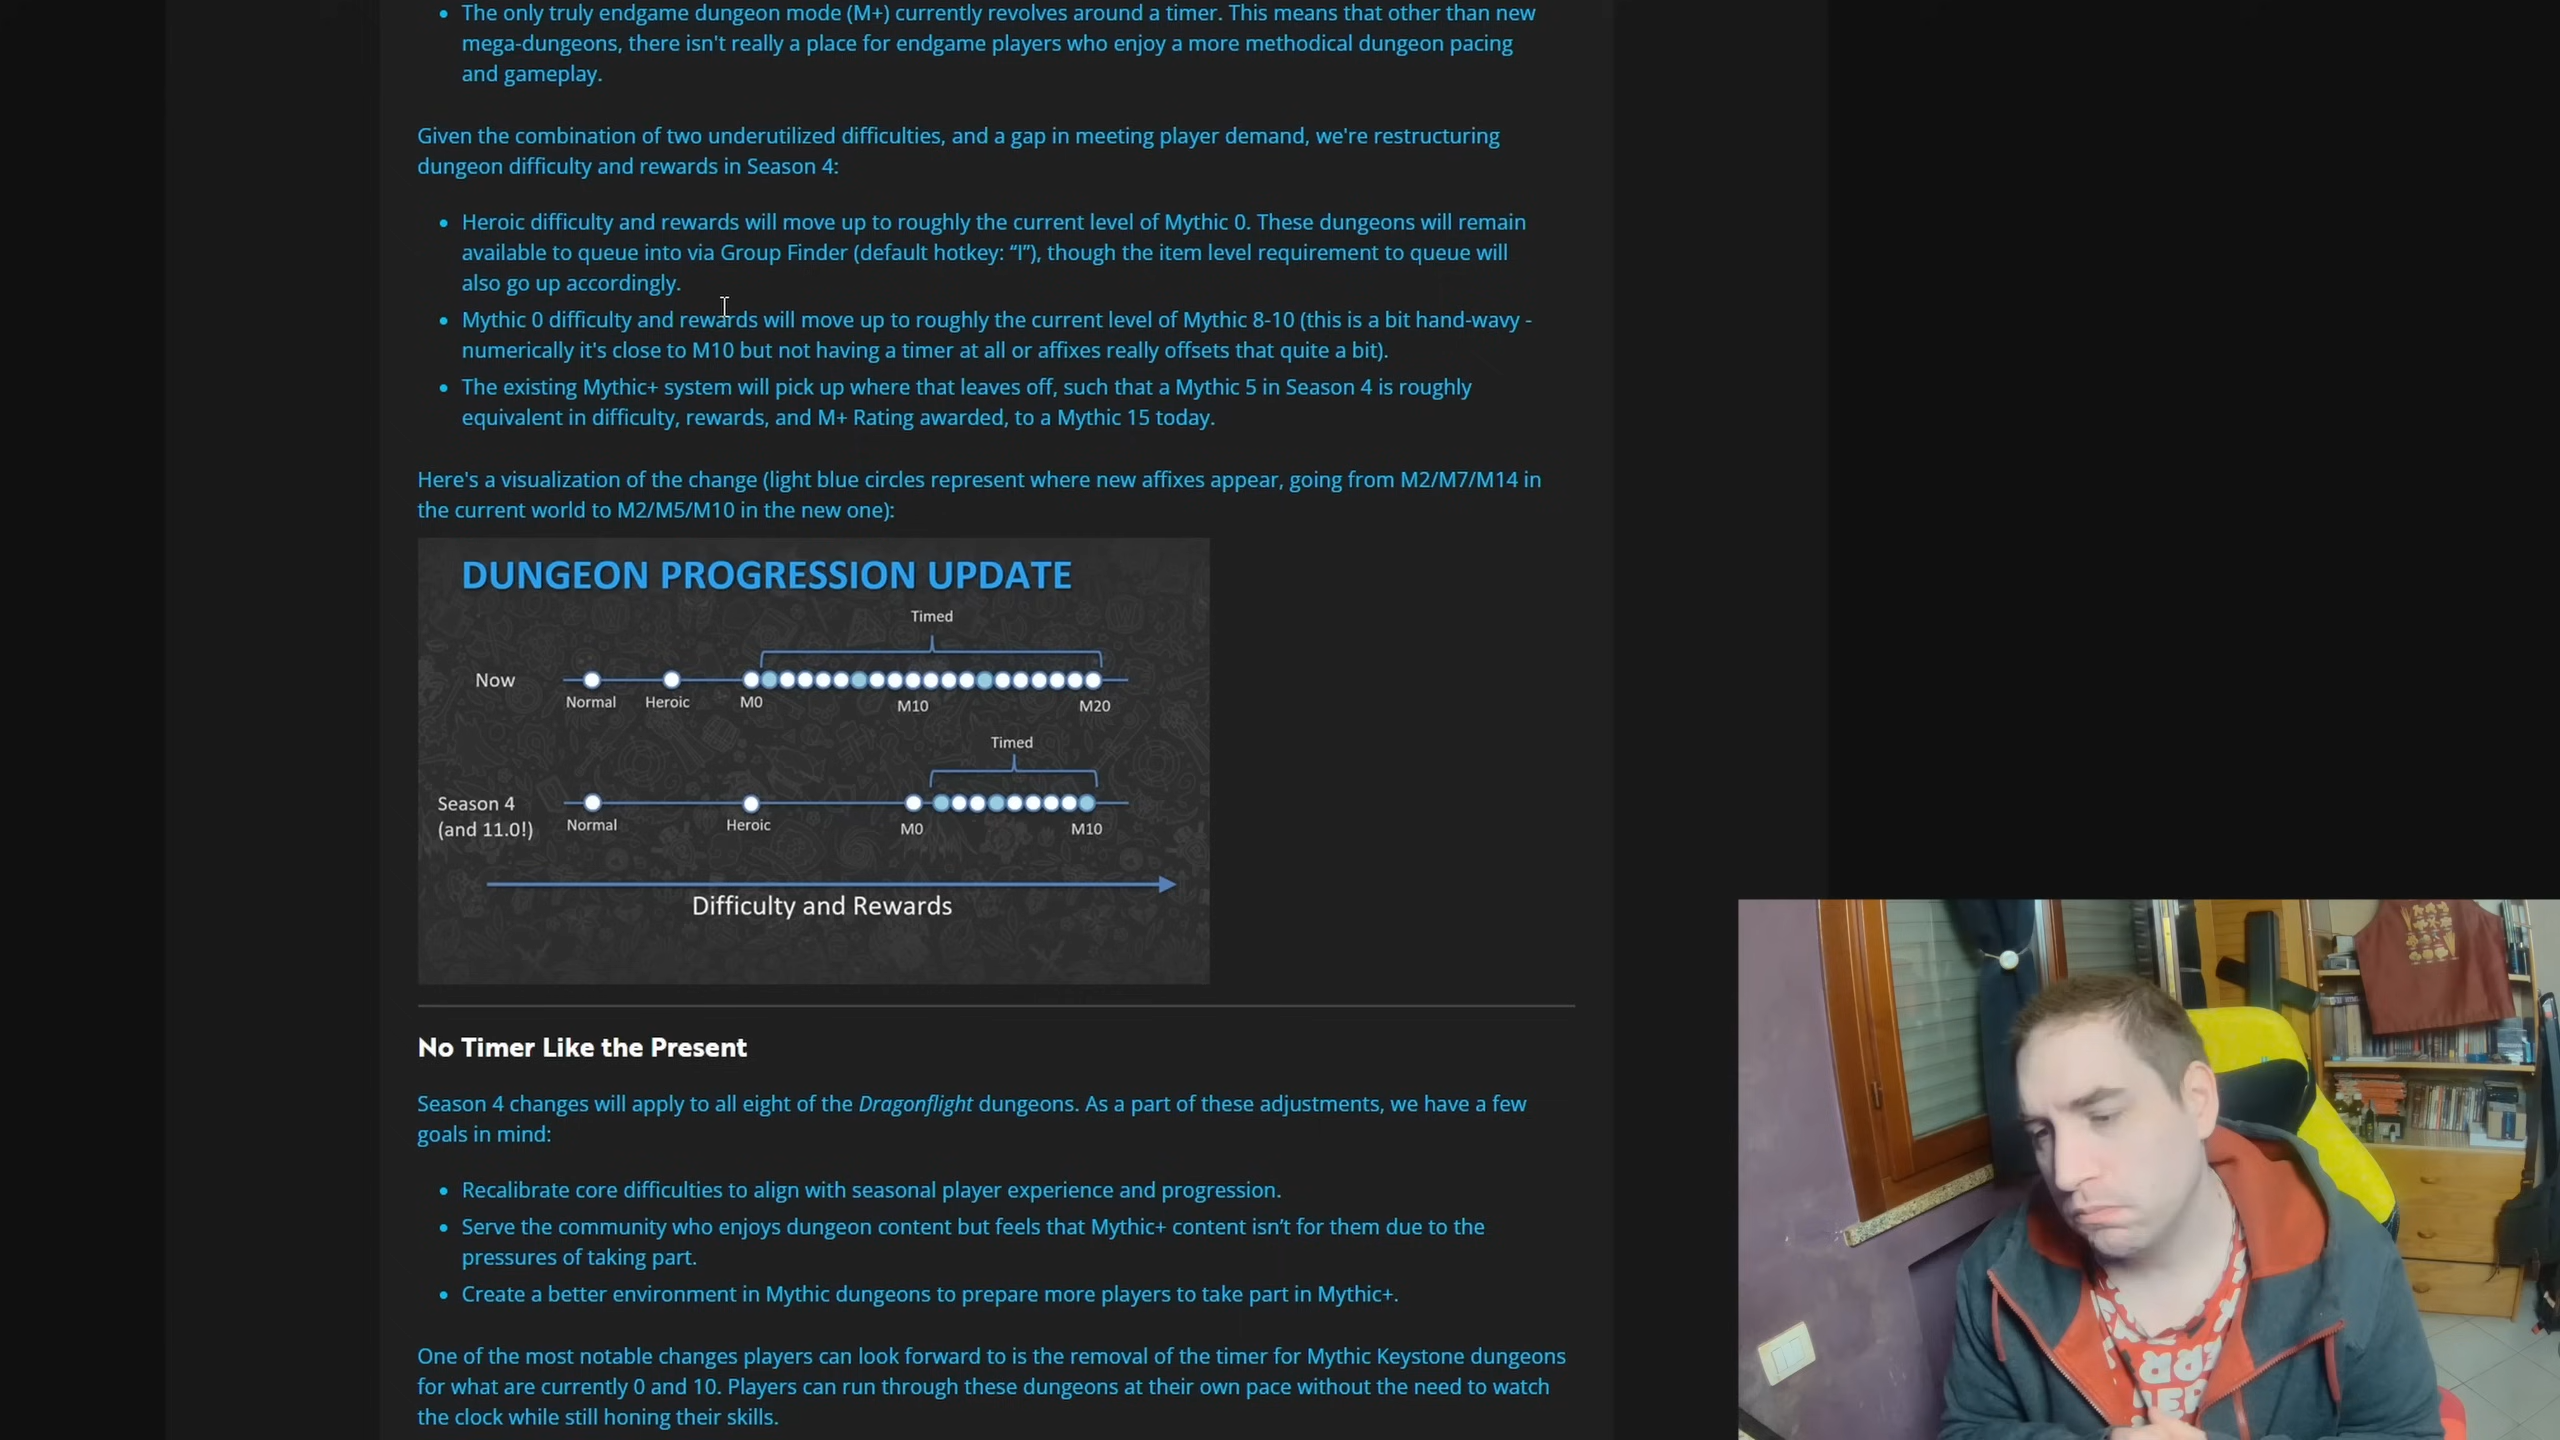 • The only truly endgame dungeon mode (M+) currently revolves around a timer. This means that other than new
mega-dungeons, there isn't really a place for endgame players who enjoy a more methodical dungeon pacing
and gameplay.
Given the combination of two underutilized difficulties, and a gap in meeting player demand, we're restructuring
dungeon difficulty and rewards in Season 4:
• Heroic difficulty and rewards will move up to roughly the current level of Mythic 0. These dungeons will remain
available to queue into via Group Finder (default hotkey: “I”), though the item level requirement to queue will
also go up accordingly.
• Mythic 0 difficulty and rewards will move up to roughly the current level of Mythic 8-10 (this is a bit hand-wavy -
numerically it's close to M10 but not having a timer at all or affixes really offsets that quite a bit).
• The existing Mythic+ system will pick up where that leaves off, such that a Mythic 5 in Season 4 is roughly
equivalent in difficulty, rewards, and M+ Rating awarded, to a Mythic 15 today.
Here's a visualization of the change (light blue circles represent where new affixes appear, going from M2/M7/M14 in
the current world to M2/M5/M10 in the new one):
DUNGEON PROGRESSION UPDATE
Timed
Now
Normal Heroic M0 M10 M20
Timed
Season 4
(and 11.0!)
Normal Heroic M0 M10
Difficulty and Rewards
No Timer Like the Present
Season 4 changes will apply to all eight of the Dragonflight dungeons. As a part of these adjustments, we have a few
goals in mind:
• Recalibrate core difficulties to align with seasonal player experience and progression.
• Serve the community who enjoys dungeon content but feels that Mythic+ content isn’t for them due to the
pressures of taking part.
• Create a better environment in Mythic dungeons to prepare more players to take part in Mythic+.
One of the most notable changes players can look forward to is the removal of the timer for Mythic Keystone dungeons
for what are currently 0 and 10. Players can run through these dungeons at their own pace without the need to watch
the clock while still honing their skills.